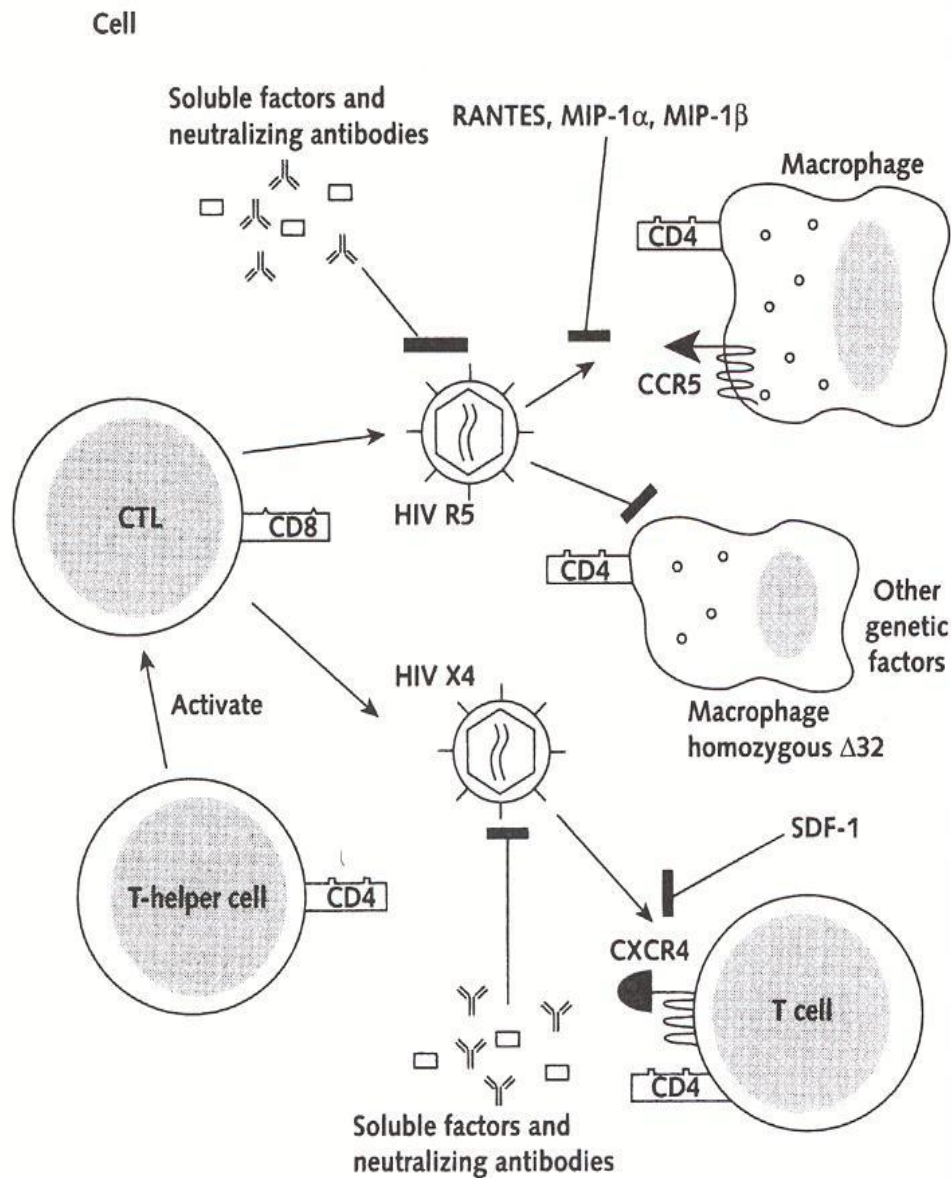 Cell
Soluble factors and
neutralizing antibodies
RANTES, MIP-1α, MIP-1β
Macrophage
CD4
CCR5
CTL
CD8
HIV R5
CD4
Other
genetic
factors
Macrophage
homozygous Δ32
HIV X4
Activate
SDF-1
T-helper cell
CD4
CXCR4
T cell
CD4
Soluble factors and
neutralizing antibodies